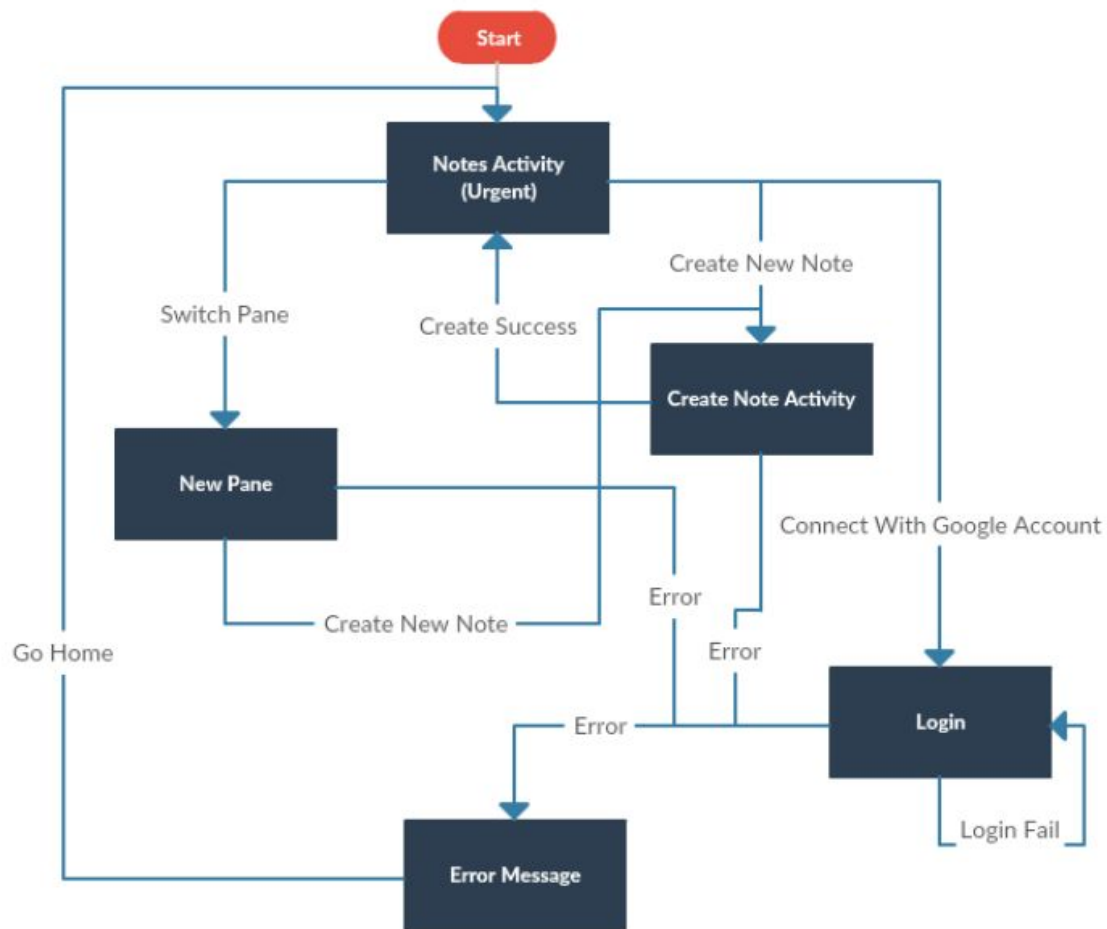 Start
Notes Activity
(Urgent)
Create New Note
Switch Pane
Create Success
Create Note Activity
New Pane
Connect With Google Account
Error
Create New Note
Go Home
Error
Error
Login
Login Fail
Error Message